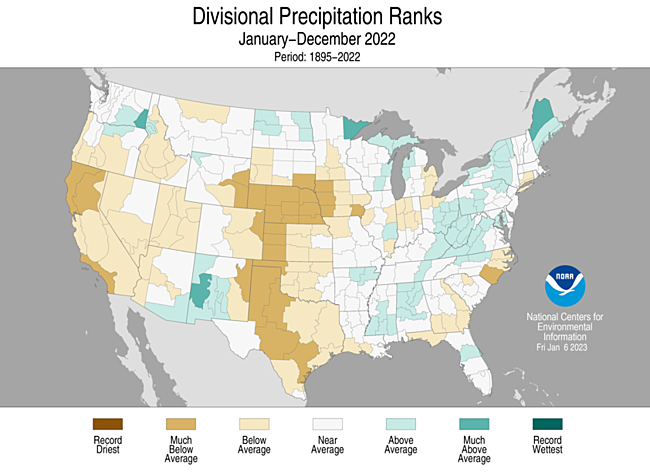 Divisional Precipitation Ranks
January–December 2022
Period: 1895–2022
NOAA
National Centers for
Environmental
Information
Fri Jan 6 2023
Record
Driest
Much
Below
Average
Below
Average
Near
Average
Above
Average
Much
Above
Average
Record
Wettest